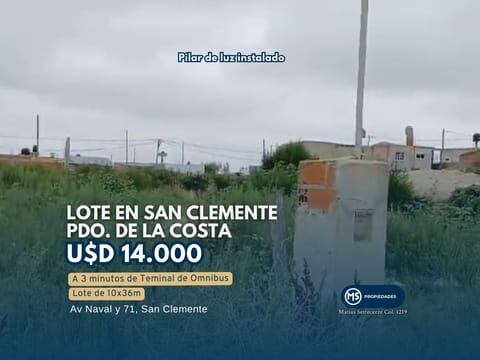 Pilar de luz instalado
LOTE EN SAN CLEMENTE
PDO. DE LA COSTA
U$D 14.000
A 3 minutos de Teminal de Omnibus
Lote de 10x36m
Av Naval y 71, San Clemente
MS PROPIEDADES
Matias Serrecerze Col. 1219